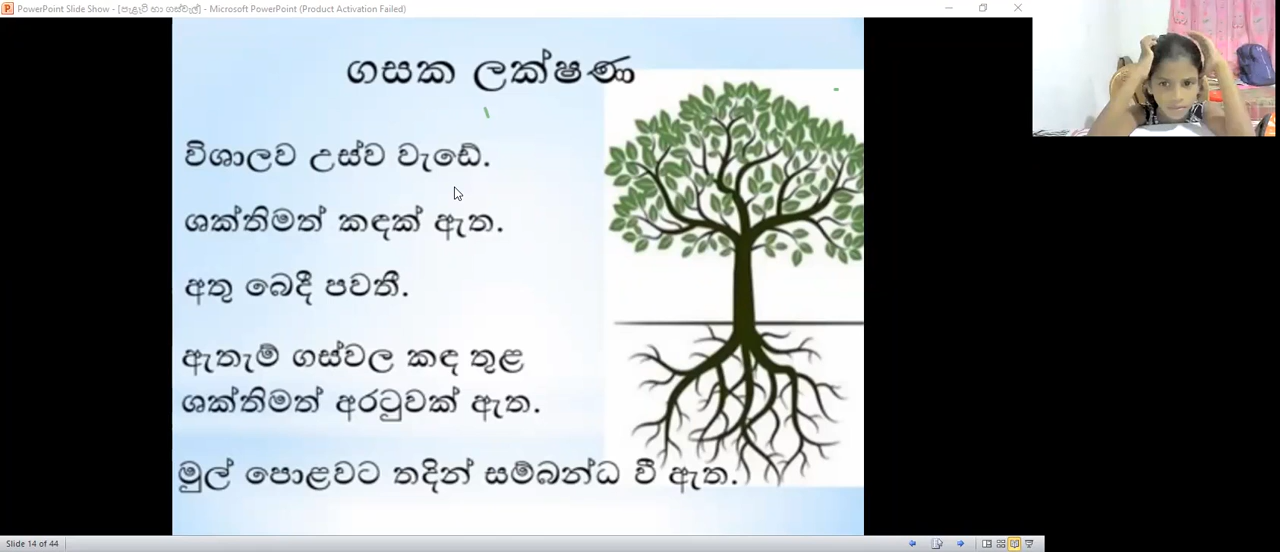 PowerPoint Slide Show - [පැළෑටි හා ගස්වැල්] - Microsoft PowerPoint (Product Activation Failed)
ගසක ලක්ෂණ
විශාලව උස්ව වැඩේ.
ශක්තිමත් කඳක් ඇත.
අතු බෙදී පවතී.
ඇතැම් ගස්වල කඳ තුළ
ශක්තිමත් අරටුවක් ඇත.
මුල් පොළවට තදින් සම්බන්ධ වී ඇත.
Slide 14 of 44